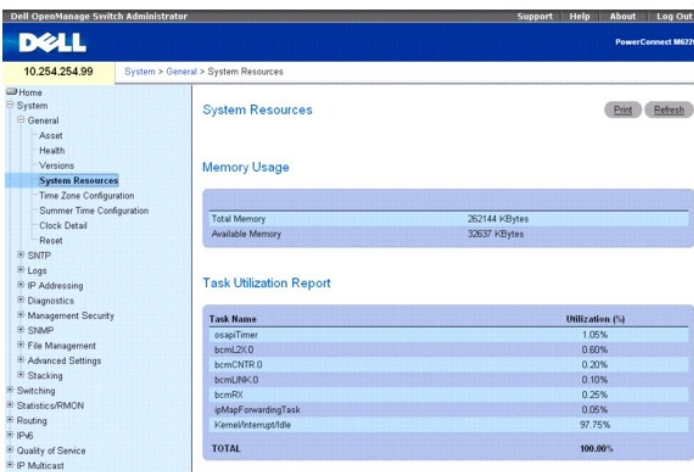 Dell OpenManage Switch Administrator
Support Help About Log Out
DELL
PowerConnect M6220
10.254.254.99
System > General > System Resources
Home
System
General
Asset
Health
Versions
System Resources
Time Zone Configuration
Summer Time Configuration
Clock Detail
Reset
SNTP
Logs
IP Addressing
Diagnostics
Management Security
SNMP
File Management
Advanced Settings
Stacking
Switching
Statistics/RMON
Routing
IPv6
Quality of Service
IP Multicast
System Resources
Print Refresh
Memory Usage
Total Memory 262144 KBytes
Available Memory 32637 KBytes
Task Utilization Report
Task Name Utilization (%)
osapiTimer 1.05%
bcmL2X.0 0.60%
bcmCNTR.0 0.20%
bcmLINK.0 0.10%
bcmRX 0.25%
ipMapForwardingTask 0.05%
Kernel/Interrupt/Idle 97.75%
TOTAL 100.00%